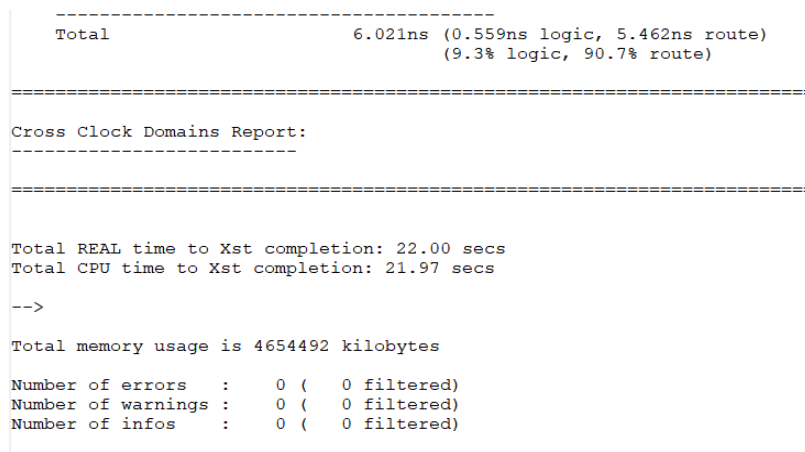 ----------------------------------------
Total                      6.021ns (0.559ns logic, 5.462ns route)
                                   (9.3% logic, 90.7% route)
=========================================================================
Cross Clock Domains Report:
--------------------------
=========================================================================
Total REAL time to Xst completion: 22.00 secs
Total CPU time to Xst completion: 21.97 secs
-->
Total memory usage is 4654492 kilobytes
Number of errors   :    0 (   0 filtered)
Number of warnings :    0 (   0 filtered)
Number of infos    :    0 (   0 filtered)